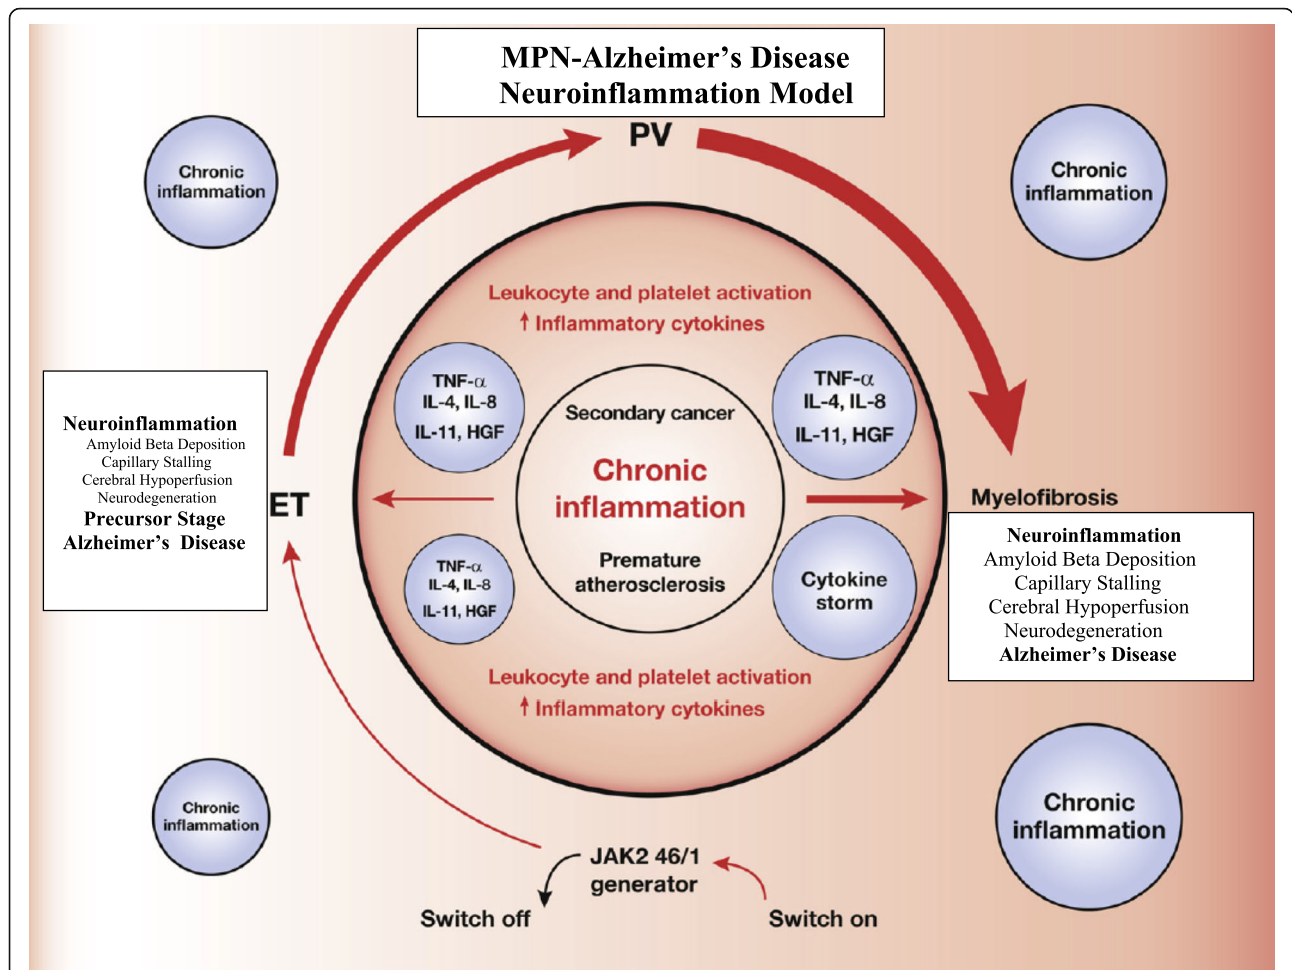 MPN-Alzheimer’s Disease
Neuroinflammation Model
PV
Chronic
inflammation
Chronic
inflammation
Leukocyte and platelet activation
↑ Inflammatory cytokines
TNF-α
IL-4, IL-8
IL-11, HGF
TNF-α
IL-4, IL-8
IL-11, HGF
Secondary cancer
Chronic
inflammation
Premature
atherosclerosis
Neuroinflammation
Amyloid Beta Deposition
Capillary Stalling
Cerebral Hypoperfusion
Neurodegeneration
Precursor Stage
Alzheimer’s Disease
ET
Myelofibrosis
Neuroinflammation
Amyloid Beta Deposition
Capillary Stalling
Cerebral Hypoperfusion
Neurodegeneration
Alzheimer’s Disease
TNF-α
IL-4, IL-8
IL-11, HGF
Cytokine
storm
Leukocyte and platelet activation
↑ Inflammatory cytokines
Chronic
inflammation
Chronic
inflammation
JAK2 46/1
generator
Switch off
Switch on